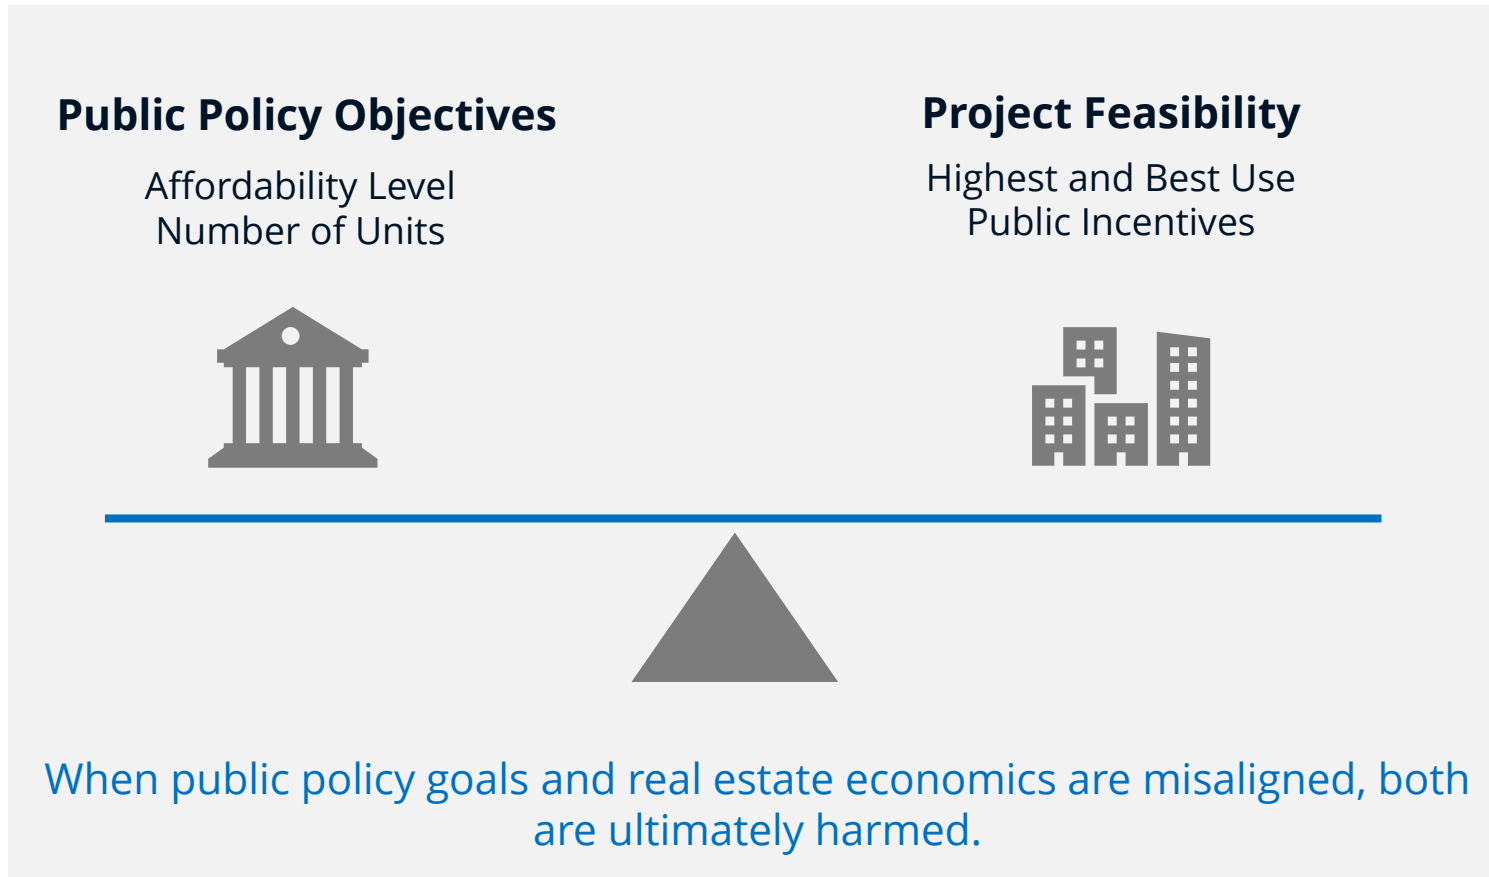 Public Policy Objectives
Affordability Level
Number of Units
Project Feasibility
Highest and Best Use
Public Incentives
When public policy goals and real estate economics are misaligned, both
are ultimately harmed.